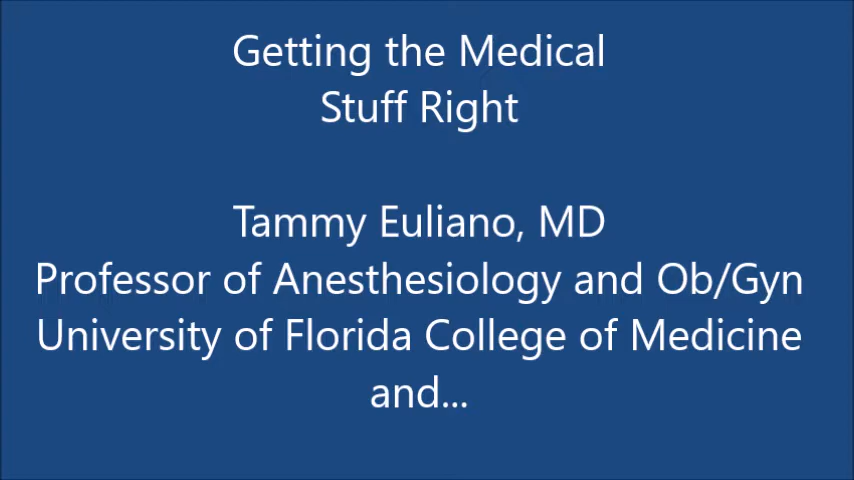 Getting the Medical
Stuff Right
Tammy Euliano, MD
Professor of Anesthesiology and Ob/Gyn
University of Florida College of Medicine
and...